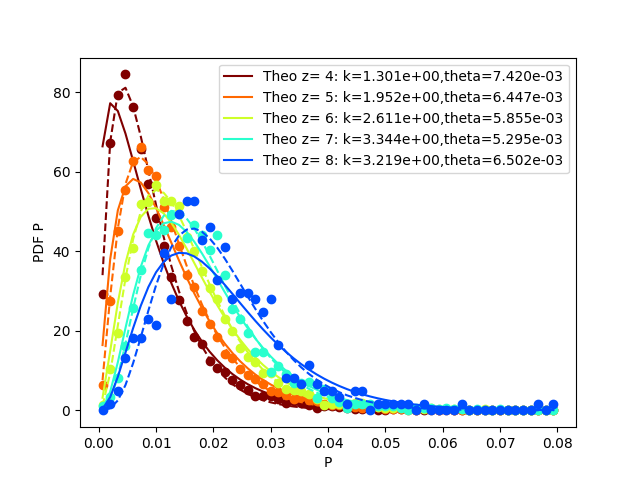 Theo z= 4: k=1.301e+00,theta=7.420e-03
Theo z= 5: k=1.952e+00,theta=6.447e-03
Theo z= 6: k=2.611e+00,theta=5.855e-03
Theo z= 7: k=3.344e+00,theta=5.295e-03
Theo z= 8: k=3.219e+00,theta=6.502e-03
80
60
40
20
0
PDF P
0.00 0.01 0.02 0.03 0.04 0.05 0.06 0.07 0.08
P